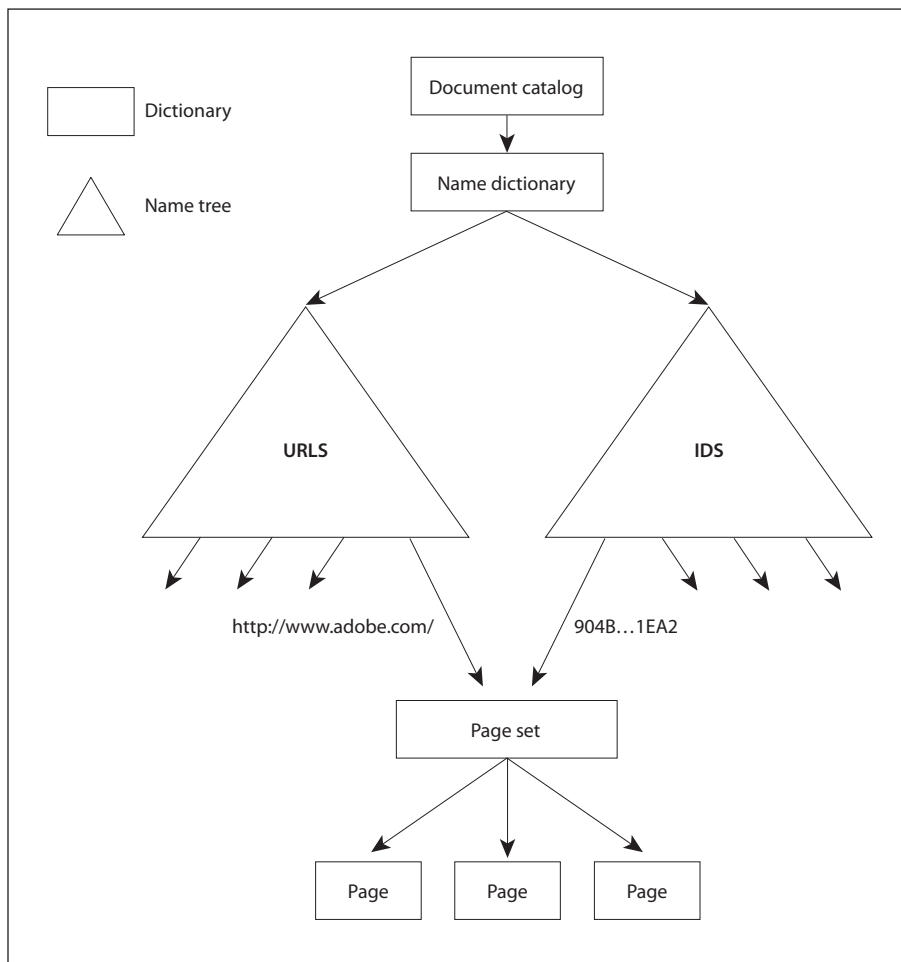 Document catalog
Dictionary
Name dictionary
Name tree
URLS
IDS
http://www.adobe.com/
904B…1EA2
Page set
Page
Page
Page